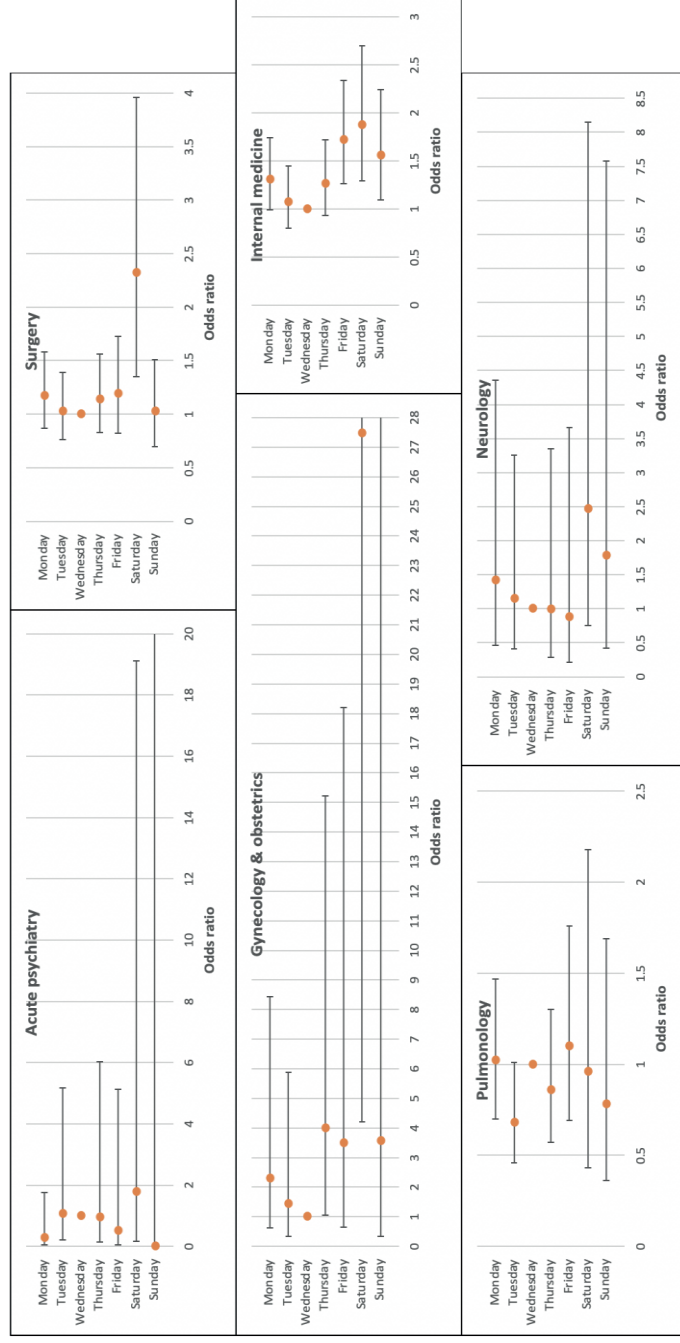 Acute psychiatry
Monday
Tuesday
Wednesday
Thursday
Friday
Saturday
Sunday
0 2 4 6 8 10 12 14 16 18 20
Odds ratio
Surgery
Monday
Tuesday
Wednesday
Thursday
Friday
Saturday
Sunday
0 0.5 1 1.5 2 2.5 3 3.5 4
Odds ratio
Gynecology & obstetrics
Monday
Tuesday
Wednesday
Thursday
Friday
Saturday
Sunday
0 1 2 3 4 5 6 7 8 9 10 11 12 13 14 15 16 17 18 19 20 21 22 23 24 25 26 27 28
Odds ratio
Internal medicine
Monday
Tuesday
Wednesday
Thursday
Friday
Saturday
Sunday
0 0.5 1 1.5 2 2.5 3
Odds ratio
Pulmonology
Monday
Tuesday
Wednesday
Thursday
Friday
Saturday
Sunday
0 0.5 1 1.5 2 2.5
Odds ratio
Neurology
Monday
Tuesday
Wednesday
Thursday
Friday
Saturday
Sunday
0 0.5 1 1.5 2 2.5 3 3.5 4 4.5 5 5.5 6 6.5 7 7.5 8 8.5
Odds ratio